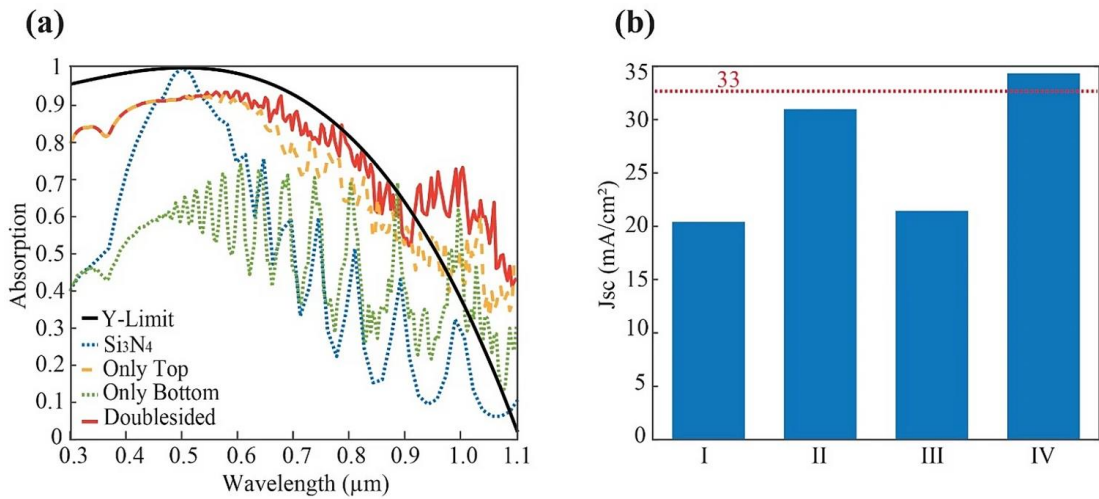 (a)
1
0.9
0.8
0.7
0.6
0.5
0.4
0.3
0.2
0.1
0
Absorption
Y-Limit
Si₃N₄
Only Top
Only Bottom
Doublesided
0.3 0.4 0.5 0.6 0.7 0.8 0.9 1.0 1.1
Wavelength (µm)
(b)
35
30
25
20
15
10
5
0
Jsc (mA/cm²)
33
I II III IV